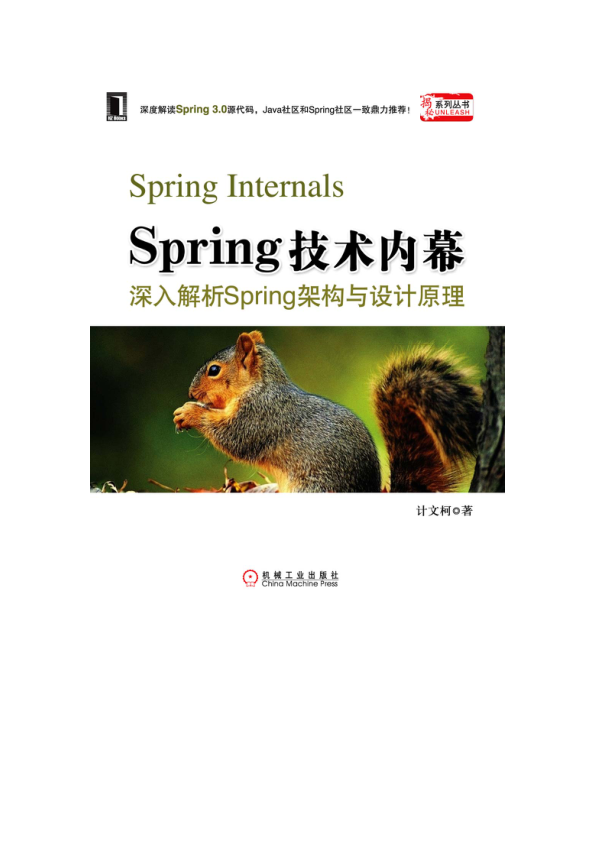 深度解读Spring 3.0源代码，Java社区和Spring社区一致鼎力推荐！
揭秘 系列丛书
UNLEASH
Spring Internals
Spring技术内幕
深入解析Spring架构与设计原理
计文柯◎著
机械工业出版社
China Machine Press